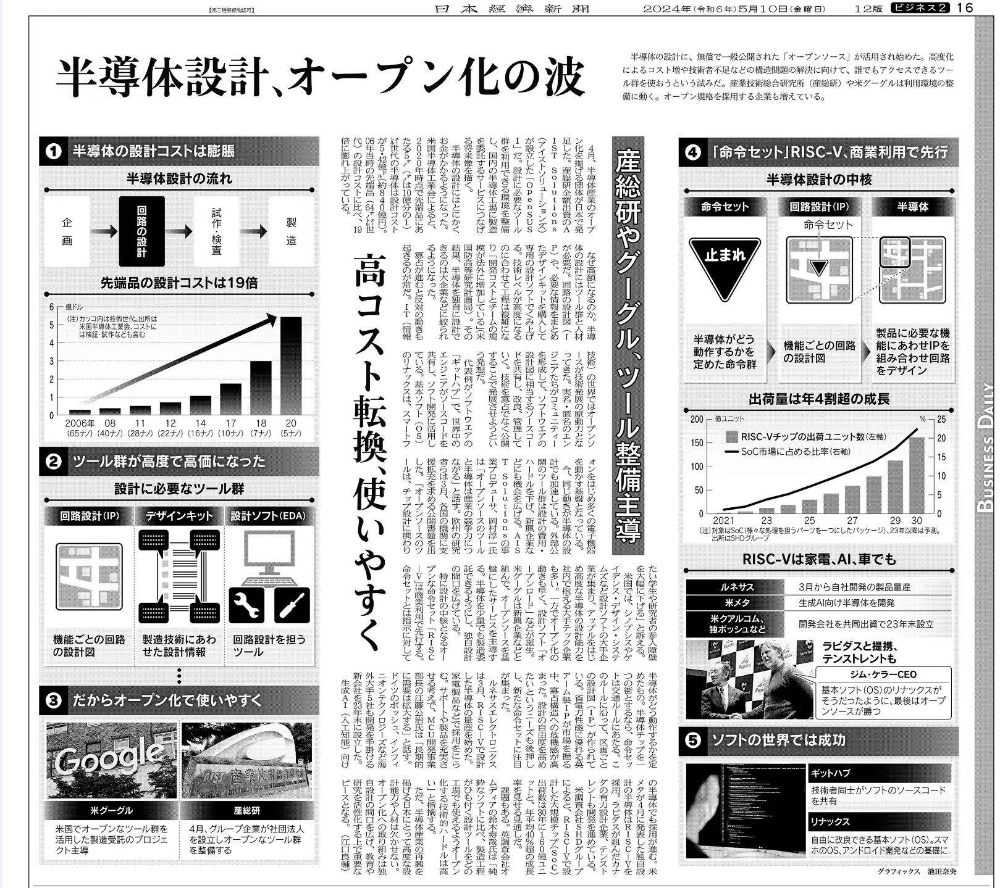 【第三種郵便物認可】
日本経済新聞
2024年(令和6年)5月10日(金曜日)
12版
ビジネス2
16
半導体設計、オープン化の波
半導体の設計に、無償で一般公開された「オープンソース」が活用され始めた。高度化
によるコスト増や技術者不足などの構造問題の解決に向けて、誰でもアクセスできるツー
ル群を使おうという試みだ。産業技術総合研究所(産総研)や米グーグルは利用環境の整
備に動く。オープン規格を採用する企業も増えている。
産総研やグーグル、ツール整備主導
高コスト転換、使いやすく
4月、半導体産業のオープ
ン化を掲げる団体が日本で発
足した。産総研全額出資のA
IST Solutions
(アイストソリューションズ)
が設立した「OpenSUS
I」だ。設計に必要なツール
群を利用できる環境を整備
し、国内の半導体工場に製造
を委託するサービスにつなげ
る将来像を描く。
半導体の設計にはとにかく
お金がかかるようになった。
米国半導体工業会によると、
2020年時点で先端品にあ
たる5ナノ(ナノは10億分の1)
メートル世代の半導体は設計コスト
が5・42億ドル(約840億円)。
06年当時の先端品(65ナノメートル世
代)の設計コストに比べ、19
倍に膨れ上がっている。
なぜ高額になるのか。半導
体の設計にはツール群と人材
が必要だ。回路の設計図(I
P)や、必要な情報をまとめ
たデザインキットを購入して
専用の設計ソフトでくみ上げ
る。技術レベルが高度になる
のに合わせて工程は複雑にな
り「開発コストとチームの規
模が法外に増加している」(米
国防高等研究計画局)。その
結果、半導体を独自に設計で
きるのは大企業などに絞られ
るようになった。
寡占が進むと反対の動きも
起きるのが常だ。IT(情報
技術)の世界ではオープンソ
ースが技術発展の原動力とな
ってきた。実名・匿名のエン
ジニアたちがコミュニティー
を形成して、ソフトウエアの
設計図に相当するソースコー
ドを共有し、改良、管理して
いく。技術を寡占でなく公開
することで発展させようとい
う発想だ。
代表例がソフトウエアの
「ギットハブ」で、世界中の
エンジニアがソースコードを
共有し、ソフト開発に活用し
ている。基本ソフト(OS)
のリナックスは、スマートフ
ォンをはじめ多くの電子機器
を動かす基盤となっている。
今、同じ動きが半導体の設
計でも加速している。外部公
開のツール群は設計の費用・
ハードルを下げ、新興企業な
どにも機会を広げる。AIS
T Solutionsの事
業プロデューサ、岡村淳一氏
は「オープンソースのツール
と半導体は産業の競争力につ
ながる」と話す。欧州の研究
者らは3月、各国の機関に支
援拡充を求める公開書簡を出
した。「オープンソースのツ
ールは、チップ設計に携わり
たい学生や研究者の参入障壁
を大幅に下げる」と訴える。
米国では、シノプシスやケ
イデンス・デザイン・システ
ムズなど設計ソフトの大手企
業が集まり、アップルをはじ
め高度な半導体の設計能力を
社内で抱える大手テック企業
も多い。一方でオープン化の
動きも早く、設計ソフト「オ
ープンロード」などが誕生。
米グーグルは新興企業などと
組んで、オープンソースを基
盤にしたサービスを主導す
る。半導体を少量でも製造委
託できるようにし、独自設計
の間口を広げている。
特に設計の中核となるオー
プンな命令セット「RISC
―V」は商業利用で先行する。
命令セットとは指示に対して
半導体がどう動作するかを定
めたもの。半導体チップを一
つの街とするなら、命令セッ
トは交通ルールにあたる。こ
のルールに沿って、区画ごと
の設計図(IP)が作られて
いる。省電力性能に優れる英
アーム製IPが市場を握る
中、寡占構造への危機感が高
まった。設計の自由度を高め
たいというニーズも後押し
し、新たな命令セットに注目
が集まった。
ルネサスエレクトロニクス
は3月、RISC―Vで設計
した半導体の量産を始めた。
家電製品などで採用をにら
む。サポートや製品を充実さ
せる考えで、MCU開発事業
部長の江藤公治氏は「長期的
に需要は拡大する」と話す。
ドイツのボッシュ、インフィ
ニオンテクノロジーズなど海
外大手5社も開発を手掛ける
新会社を23年末に設立した。
生成AI(人工知能)向け
の半導体でも採用が進む。米
メタが4月に発表した独自設
計の半導体はRISC―Vを
採用。ラピダスが組んだカナ
ダの有力設計企業、テンスト
レントも開発を進めている。
米調査会社SHDグループ
によると、RISC―Vで設
計した大規模チップ(SoC)
出荷数は30年に160億ユニ
ットと、年平均40%超の成長
率を見せる見通しだ。
課題もある。英調査会社オ
ムディアの鈴木寿哉氏は「純
粋なソフトに比べ、製造工程
がひも付く設計ツールをどの
工場でも使えるようオープン
化する技術的ハードルは高
い」と指摘する。
ただ、半導体産業の再興を
掲げる日本にとって高度な設
計能力や人材は欠かせない。
オープン化への取り組みは独
自設計の間口を広げ、教育や
研究を活性化する上で重要な
ピースとなる。(江口良輔)
1 半導体の設計コストは膨脹
半導体設計の流れ
企画
回路の設計
試作・検査
製造
先端品の設計コストは19倍
億ドル
(注)カッコ内は技術世代。出所は
米国半導体工業会、コストに
は検証・試作なども含む
6
5
4
3
2
1
0
2006年 08 11 12 14 17 18 20
(65ナノ) (40ナノ) (28ナノ) (22ナノ) (16ナノ) (10ナノ) (7ナノ) (5ナノ)
2 ツール群が高度で高価になった
設計に必要なツール群
回路設計(IP)
デザインキット
設計ソフト(EDA)
機能ごとの回路
の設計図
製造技術にあわ
せた設計情報
回路設計を担う
ツール
3 だからオープン化で使いやすく
Google
AIST 産業技術総合研究所
米グーグル
産総研
米国でオープンなツール群を
活用した製造受託のプロジェ
クト主導
4月、グループ企業が社団法人
を設立しオープンなツール群
を整備する
4 「命令セット」RISC-V、商業利用で先行
半導体設計の中核
命令セット
回路設計(IP)
半導体
止まれ
命令セット
半導体がどう
動作するかを
定めた命令群
機能ごとの回路
の設計図
製品に必要な機
能にあわせIPを
組み合わせ回路
をデザイン
出荷量は年4割超の成長
億ユニット
%
RISC-Vチップの出荷ユニット数(左軸)
SoC市場に占める比率(右軸)
200
150
100
50
0
25
20
15
10
5
0
2021 23 25 27 29 30
(注)対象はSoC(様々な処理を担うパーツを一つにしたパッケージ)、23年以降は予測。
出所はSHDグループ
RISC-Vは家電、AI、車でも
ルネサス 3月から自社開発の製品量産
米メタ 生成AI向け半導体を開発
米クアルコム、
独ボッシュなど
開発会社を共同出資で23年末設立
Rapidus
ラピダスと提携、
テンストレントも
ジム・ケラーCEO
基本ソフト(OS)のリナックスが
そうだったように、最後はオープ
ンソースが勝つ
5 ソフトの世界では成功
ギットハブ
技術者同士がソフトのソースコード
を共有
リナックス
自由に改良できる基本ソフト(OS)。スマ
ホのOS、アンドロイド開発などの基礎に
グラフィックス 池田奈央
BUSINESS DAILY